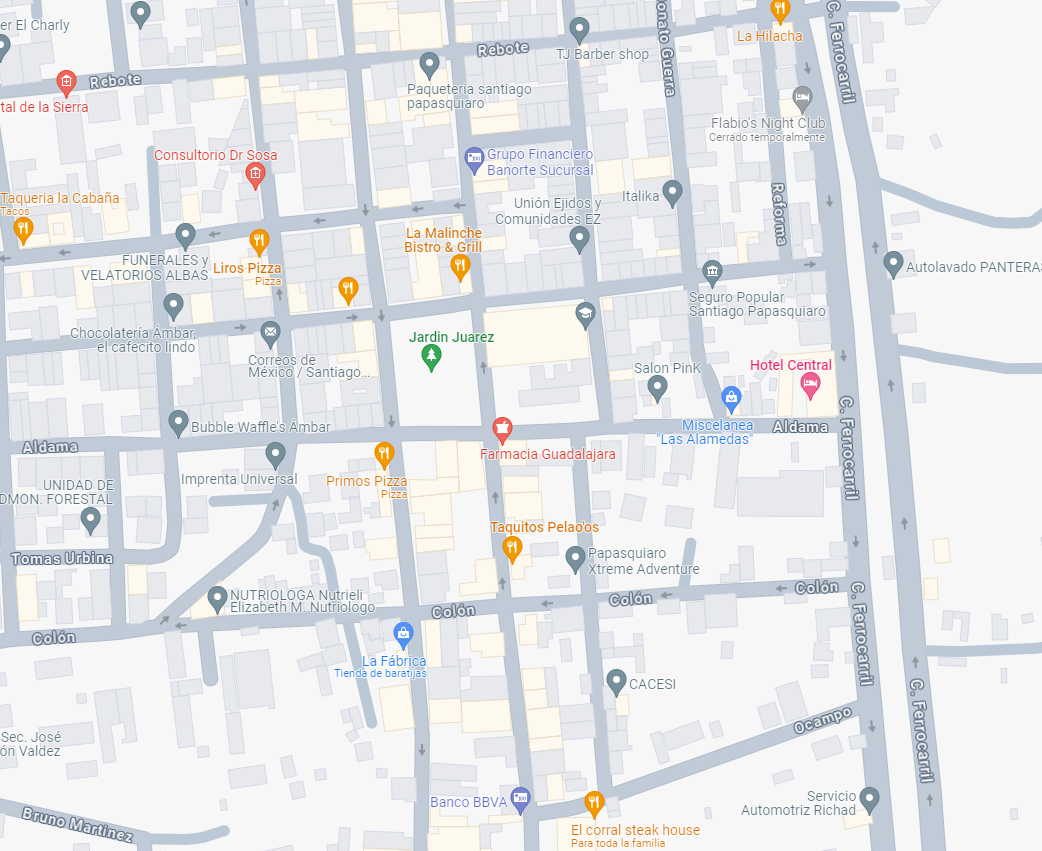 er El Charly
Rebote
TJ Barber shop
onato Guerra
La Hilacha
C. Ferrocarril
Rebote
tal de la Sierra
Paqueteria santiago
papasquiaro
Flabio's Night Club
Cerrado temporalmente
Consultorio Dr Sosa
Grupo Financiero
Banorte Sucursal
Taqueria la Cabaña
Tacos
Italika
Reforma
Unión Ejidos y
Comunidades EZ
La Malinche
Bistro & Grill
FUNERALES y
VELATORIOS ALBAS
Liros Pizza
Pizza
Autolavado PANTERAS
Seguro Popular
Santiago Papasquiaro
Chocolatería Ámbar,
el cafecito lindo
Jardin Juarez
Correos de
México / Santiago...
Salon PinK
Hotel Central
Bubble Waffle's Ámbar
Miscelanea
"Las Alamedas"
Aldama
C. Ferrocarril
Aldama
Farmacia Guadalajara
Imprenta Universal
Primos Pizza
Pizza
UNIDAD DE
DMON. FORESTAL
Taquitos Pelao'os
Tomas Urbina
Papasquiaro
Xtreme Adventure
NUTRIOLOGA Nutrieli
Elizabeth M. Nutriologo
Colón
Colón
Colón
Colón
C. Ferrocarril
La Fábrica
Tienda de baratijas
CACESI
C. Ferrocarril
Ocampo
Sec. José
ón Valdez
Banco BBVA
Servicio
Automotriz Richad
Bruno Martinez
El corral steak house
Para toda la familia